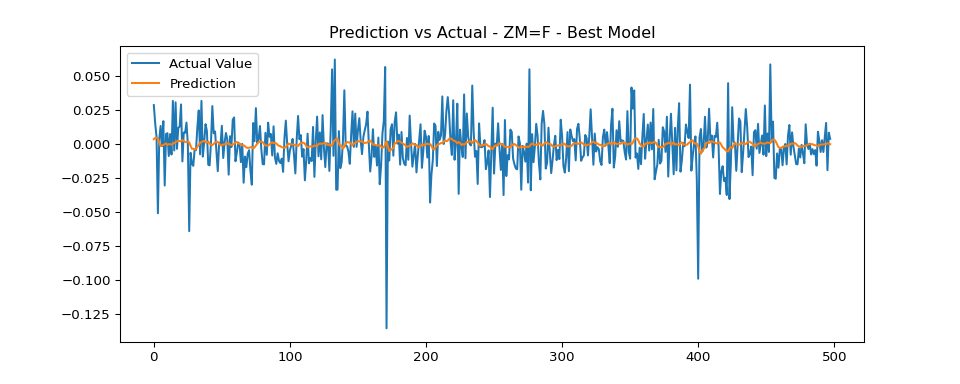 Prediction vs Actual - ZM=F - Best Model
Actual Value
Prediction
0.050
0.025
0.000
−0.025
−0.050
−0.075
−0.100
−0.125
0 100 200 300 400 500